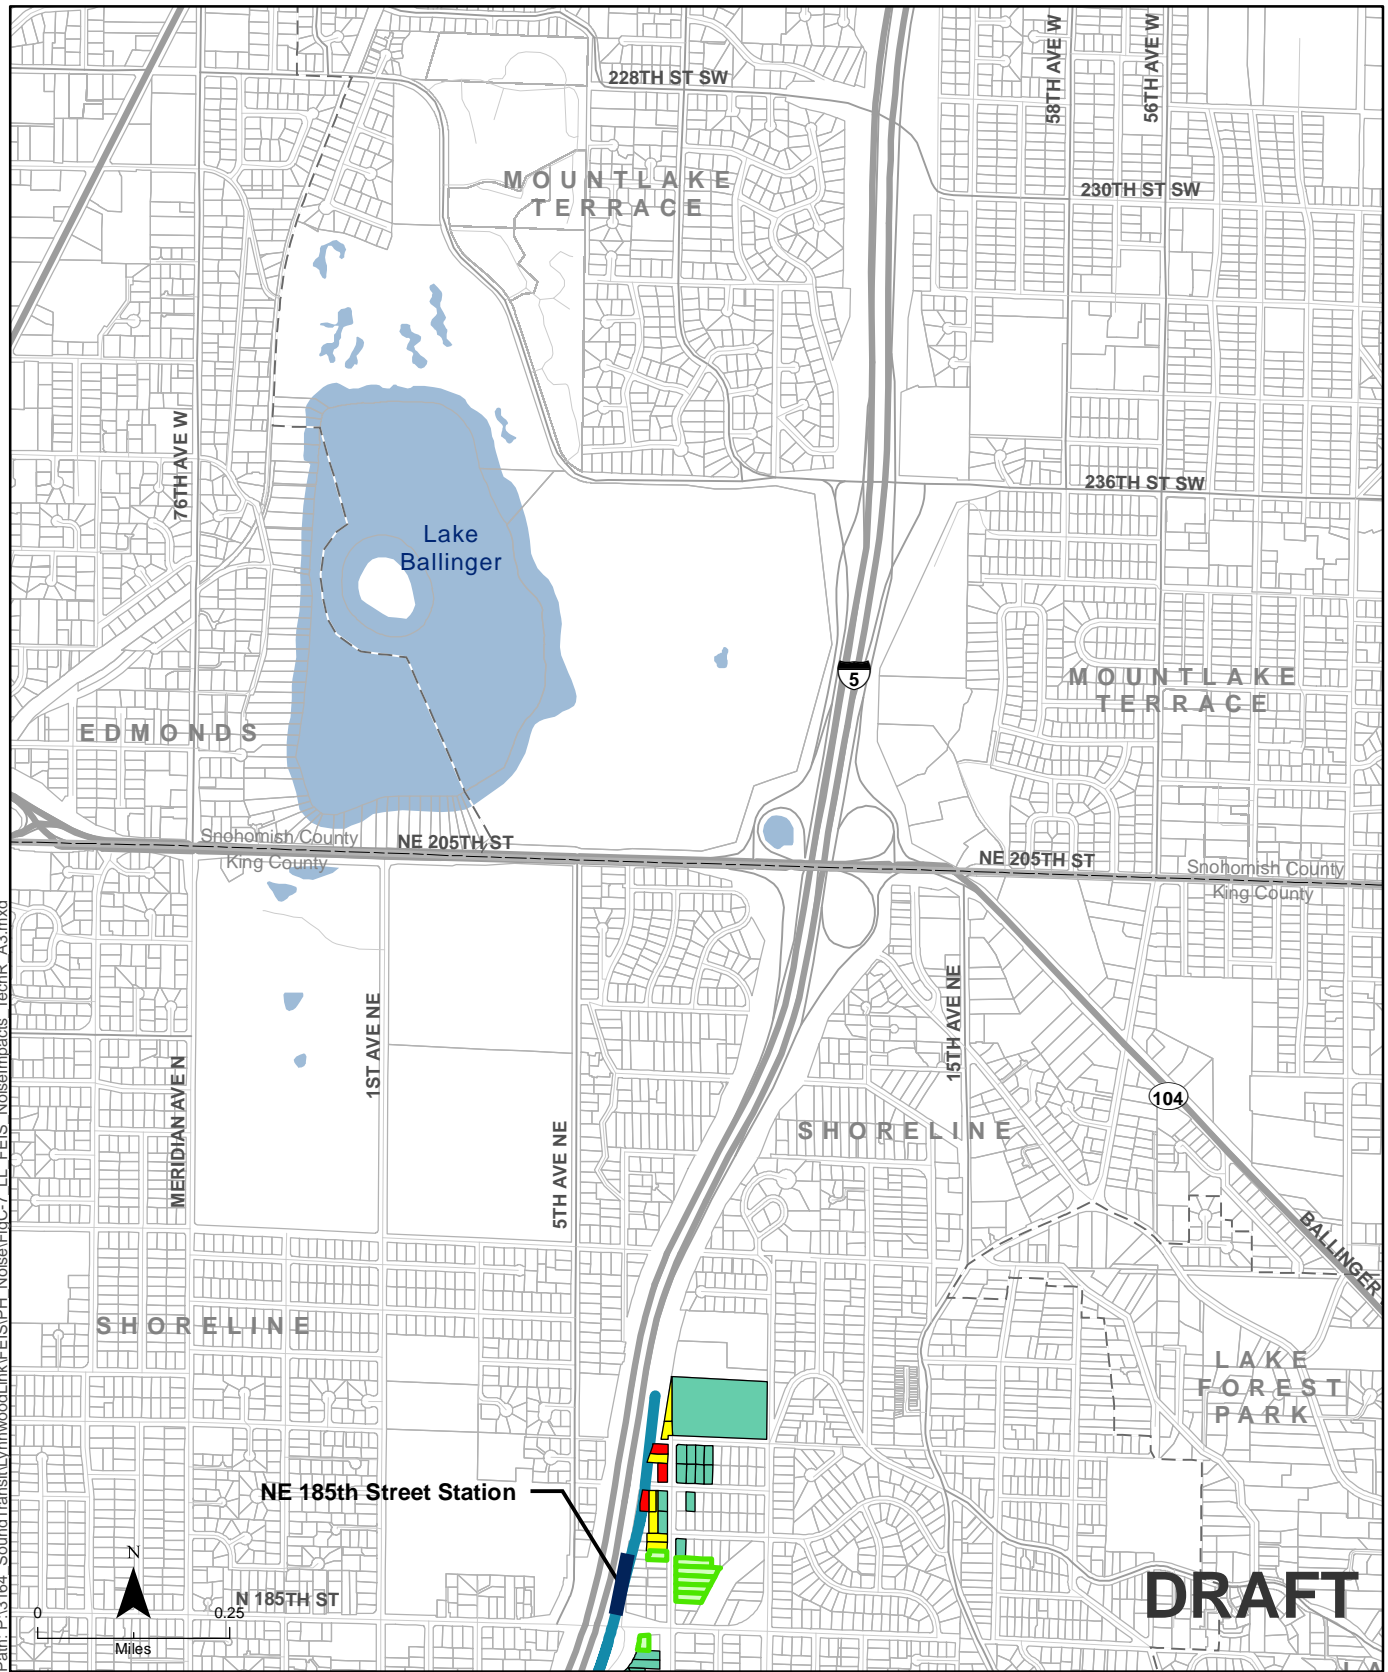 228TH ST SW
58TH AVE W
56TH AVE W
MOUNTLAKE
TERRACE
230TH ST SW
76TH AVE W
236TH ST SW
Lake
Ballinger
5
MOUNTLAKE
TERRACE
EDMONDS
Snohomish County
King County
NE 205TH ST
NE 205TH ST
Snohomish County
King County
1ST AVE NE
15TH AVE NE
MERIDIAN AVE N
5TH AVE NE
104
SHORELINE
BALLINGER
SHORELINE
LAKE
FOREST
PARK
NE 185th Street Station
N
N 185TH ST
0
0.25
Miles
DRAFT